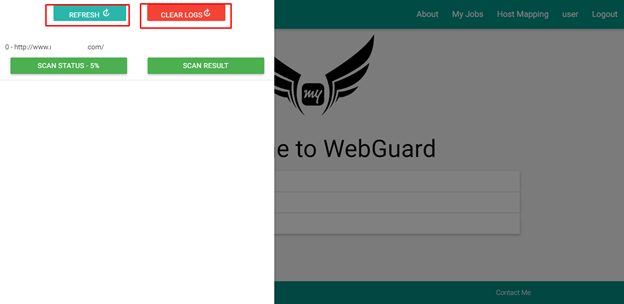 REFRESH
CLEAR LOGS
About
My Jobs
Host Mapping
user
Logout
0 - http://www. .com/
SCAN STATUS - 5%
SCAN RESULT
my
e to WebGuard
Contact Me